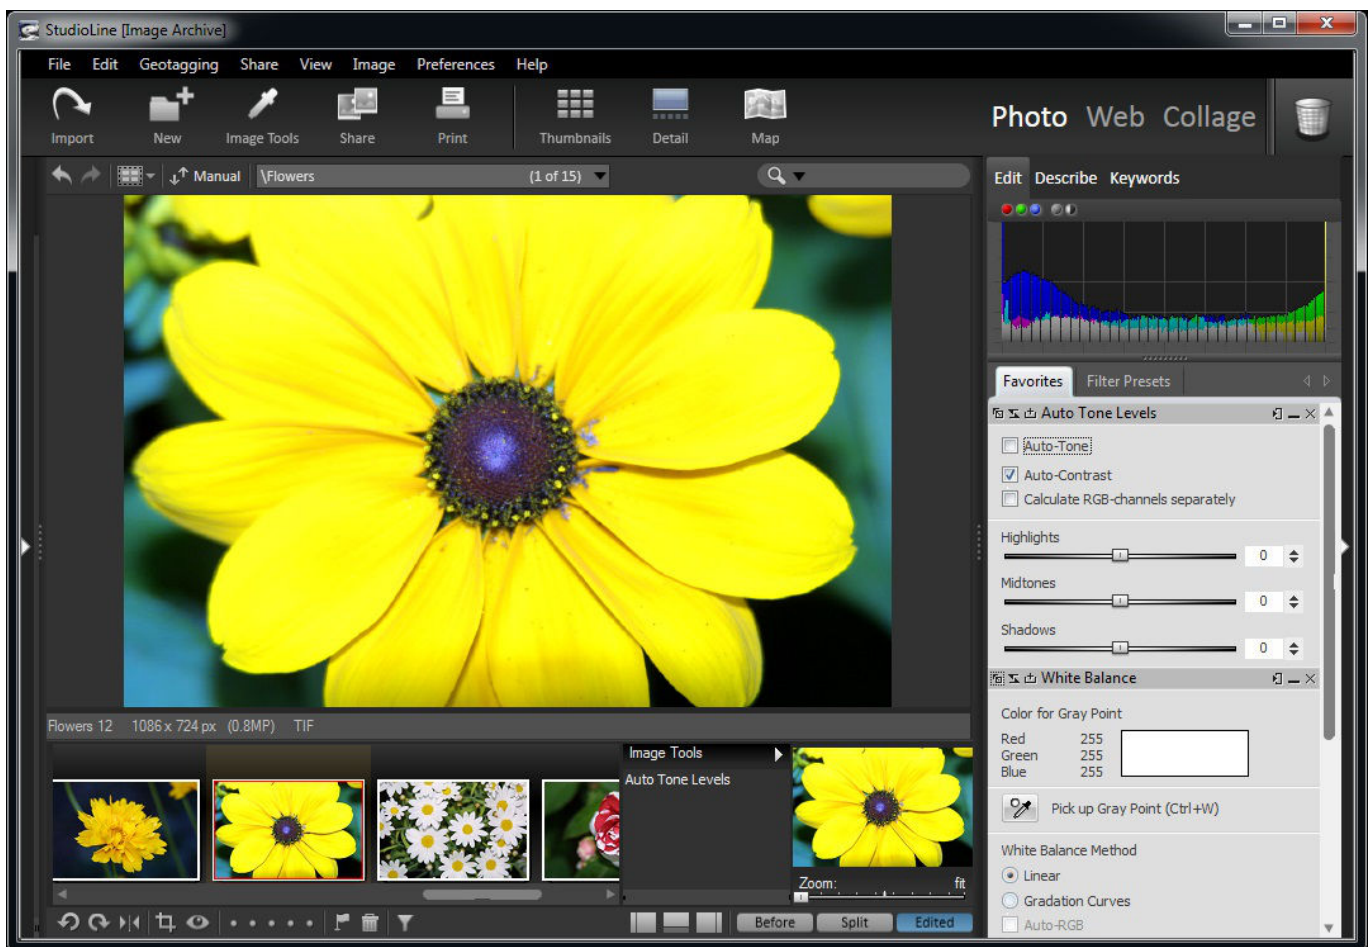 StudioLine [Image Archive]
File Edit Geotagging Share View Image Preferences Help
Import New Image Tools Share Print Thumbnails Detail Map
Photo Web Collage
Manual \Flowers (1 of 15)
Edit Describe Keywords
Favorites Filter Presets
Auto Tone Levels
Auto-Tone
Auto-Contrast
Calculate RGB-channels separately
Highlights
0
Midtones
0
Shadows
0
White Balance
Color for Gray Point
Red 255
Green 255
Blue 255
Pick up Gray Point (Ctrl+W)
White Balance Method
Linear
Gradation Curves
Auto-RGB
Flowers 12 1086 x 724 px (0.8MP) TIF
Image Tools
Auto Tone Levels
Zoom: fit
Before Split Edited